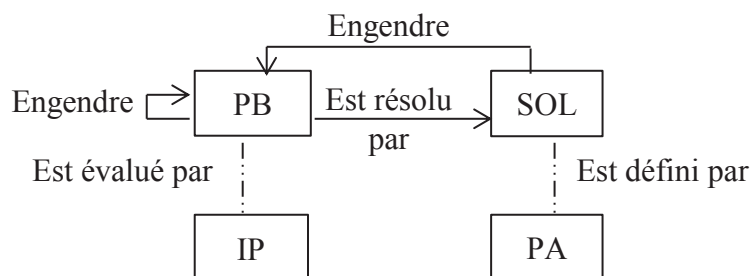 Engendre
Engendre
PB
Est résolu
par
SOL
Est évalué par
Est défini par
IP
PA